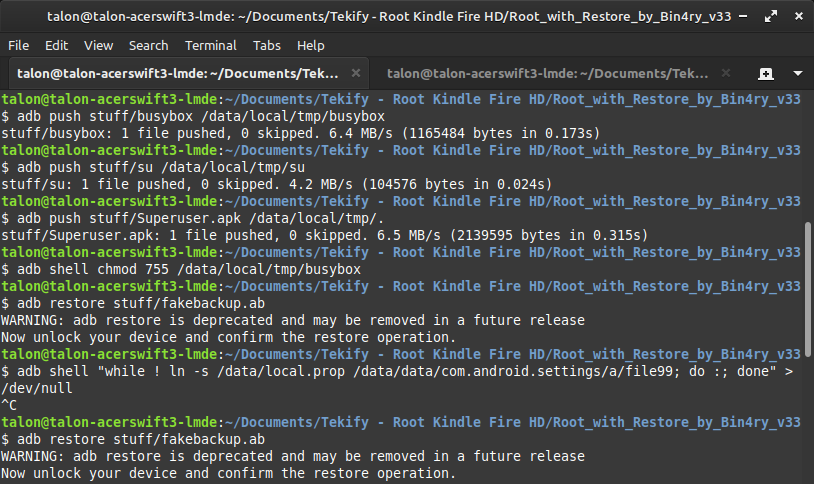 talon@talon-acerswift3-lmde: ~/Documents/Tekify - Root Kindle Fire HD/Root_with_Restore_by_Bin4ry_v33
File Edit View Search Terminal Tabs Help
talon@talon-acerswift3-lmde: ~/Documents/Tek... talon@talon-acerswift3-lmde: ~/Documents/Tek...
talon@talon-acerswift3-lmde:~/Documents/Tekify - Root Kindle Fire HD/Root_with_Restore_by_Bin4ry_v33
$ adb push stuff/busybox /data/local/tmp/busybox
stuff/busybox: 1 file pushed, 0 skipped. 6.4 MB/s (1165484 bytes in 0.173s)
talon@talon-acerswift3-lmde:~/Documents/Tekify - Root Kindle Fire HD/Root_with_Restore_by_Bin4ry_v33
$ adb push stuff/su /data/local/tmp/su
stuff/su: 1 file pushed, 0 skipped. 4.2 MB/s (104576 bytes in 0.024s)
talon@talon-acerswift3-lmde:~/Documents/Tekify - Root Kindle Fire HD/Root_with_Restore_by_Bin4ry_v33
$ adb push stuff/Superuser.apk /data/local/tmp/.
stuff/Superuser.apk: 1 file pushed, 0 skipped. 6.5 MB/s (2139595 bytes in 0.315s)
talon@talon-acerswift3-lmde:~/Documents/Tekify - Root Kindle Fire HD/Root_with_Restore_by_Bin4ry_v33
$ adb shell chmod 755 /data/local/tmp/busybox
talon@talon-acerswift3-lmde:~/Documents/Tekify - Root Kindle Fire HD/Root_with_Restore_by_Bin4ry_v33
$ adb restore stuff/fakebackup.ab
WARNING: adb restore is deprecated and may be removed in a future release
Now unlock your device and confirm the restore operation.
talon@talon-acerswift3-lmde:~/Documents/Tekify - Root Kindle Fire HD/Root_with_Restore_by_Bin4ry_v33
$ adb shell "while ! ln -s /data/local.prop /data/data/com.android.settings/a/file99; do :; done" >
/dev/null
^C
talon@talon-acerswift3-lmde:~/Documents/Tekify - Root Kindle Fire HD/Root_with_Restore_by_Bin4ry_v33
$ adb restore stuff/fakebackup.ab
WARNING: adb restore is deprecated and may be removed in a future release
Now unlock your device and confirm the restore operation.